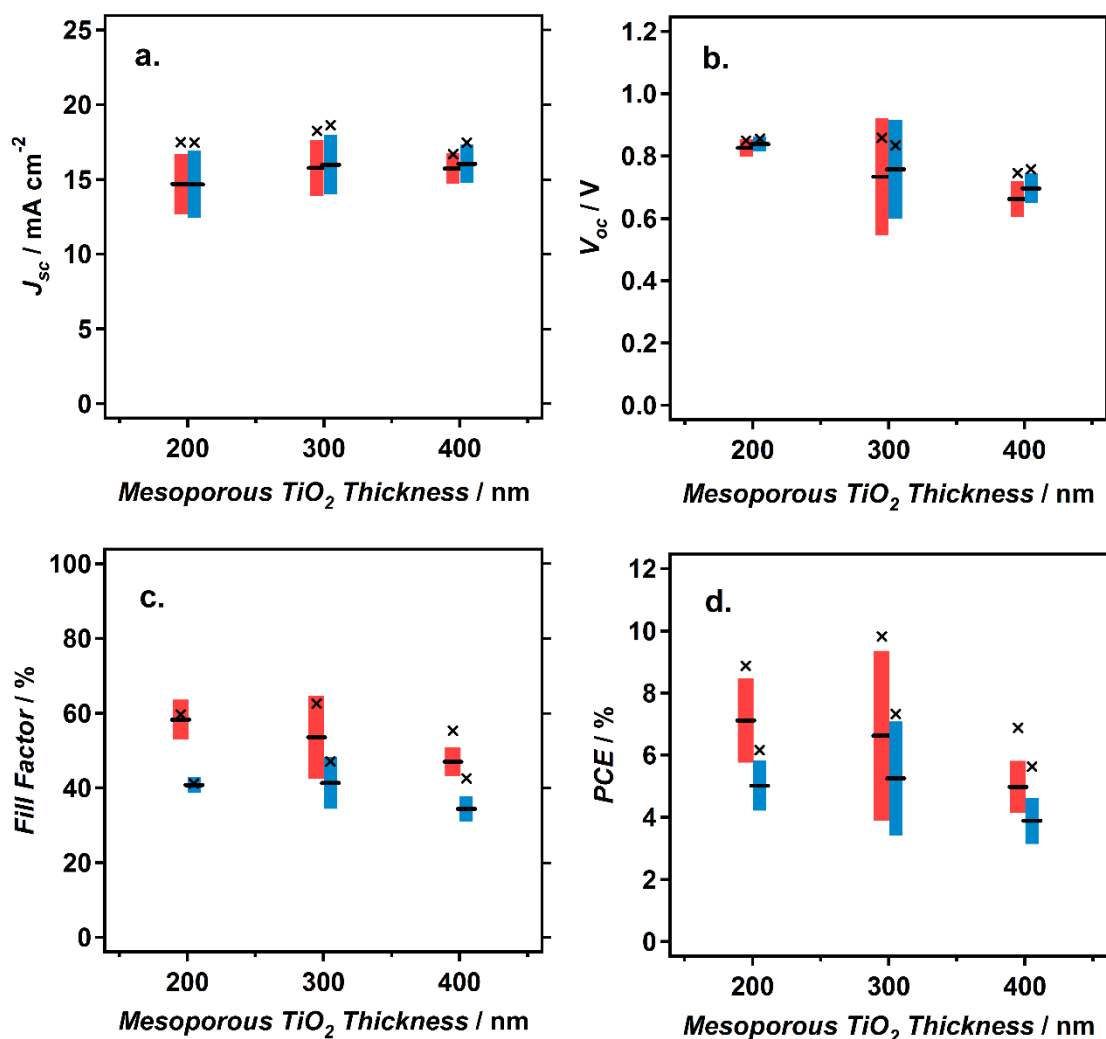 a.
25
20
15
10
5
0
J_sc / mA cm⁻²
200 300 400
Mesoporous TiO₂ Thickness / nm
b.
1.2
1.0
0.8
0.6
0.4
0.2
0.0
V_oc / V
200 300 400
Mesoporous TiO₂ Thickness / nm
c.
100
80
60
40
20
0
Fill Factor / %
200 300 400
Mesoporous TiO₂ Thickness / nm
d.
12
10
8
6
4
2
0
PCE / %
200 300 400
Mesoporous TiO₂ Thickness / nm